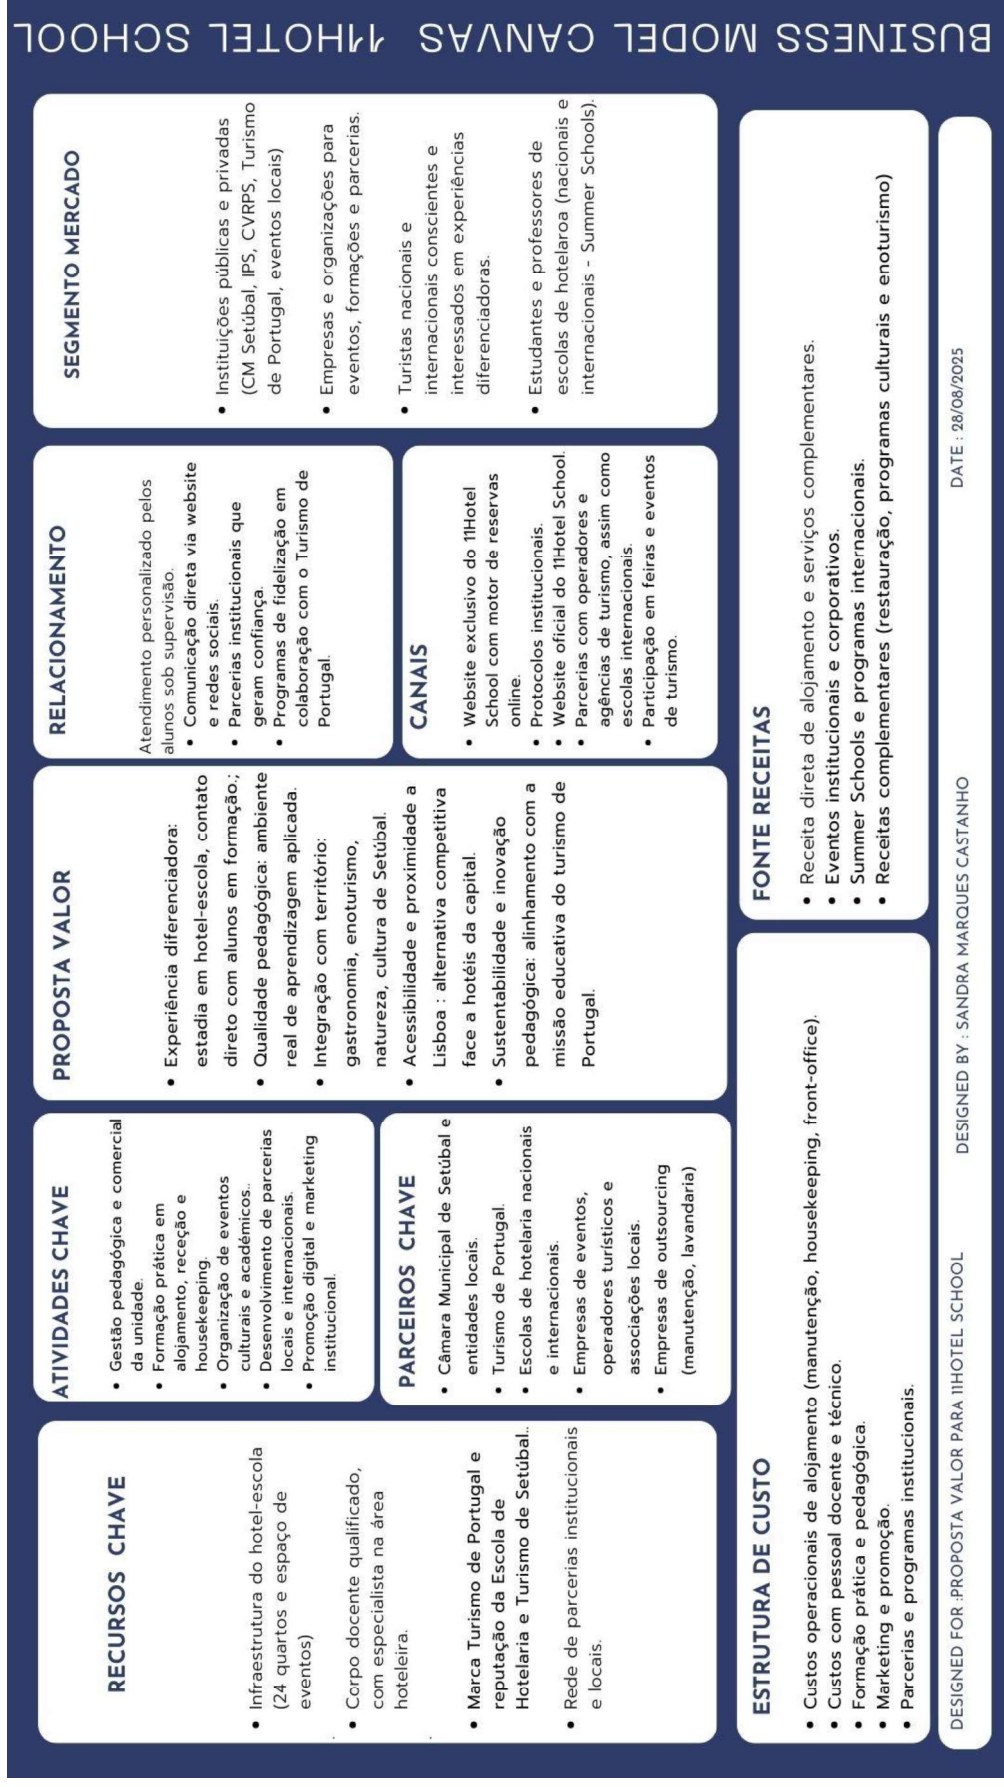 BUSINESS MODEL CANVAS 11HOTEL SCHOOL
RECURSOS CHAVE
• Infraestrutura do hotel-escola
(24 quartos e espaço de
eventos)
• Corpo docente qualificado,
com especialista na área
hoteleira.
• Marca Turismo de Portugal e
reputação da Escola de
Hotelaria e Turismo de Setúbal..
• Rede de parcerias institucionais
e locais.
ATIVIDADES CHAVE
• Gestão pedagógica e comercial
da unidade.
• Formação prática em
alojamento, receção e
housekeeping.
• Organização de eventos
culturais e académicos..
• Desenvolvimento de parcerias
locais e internacionais.
• Promoção digital e marketing
institucional.
PARCEIROS CHAVE
• Câmara Municipal de Setúbal e
entidades locais.
• Turismo de Portugal.
• Escolas de hotelaria nacionais
e internacionais.
• Empresas de eventos,
operadores turísticos e
associações locais.
• Empresas de outsourcing
(manutenção, lavandaria)
PROPOSTA VALOR
• Experiência diferenciadora:
estadia em hotel-escola, contato
direto com alunos em formação.;
• Qualidade pedagógica: ambiente
real de aprendizagem aplicada.
• Integração com território:
gastronomia, enoturismo,
natureza, cultura de Setúbal.
• Acessibilidade e proximidade a
Lisboa : alternativa competitiva
face a hotéis da capital.
• Sustentabilidade e inovação
pedagógica: alinhamento com a
missão educativa do turismo de
Portugal.
RELACIONAMENTO
Atendimento personalizado pelos
alunos sob supervisão.
• Comunicação direta via website
e redes sociais.
• Parcerias institucionais que
geram confiança.
• Programas de fidelização em
colaboração com o Turismo de
Portugal.
CANAIS
• Website exclusivo do 11Hotel
School com motor de reservas
online.
• Protocolos institucionais.
• Website oficial do 11Hotel School.
• Parcerias com operadores e
agências de turismo, assim como
escolas internacionais.
• Participação em feiras e eventos
de turismo.
SEGMENTO MERCADO
• Instituições públicas e privadas
(CM Setúbal, IPS, CVRPS, Turismo
de Portugal, eventos locais)
• Empresas e organizações para
eventos, formações e parcerias.
• Turistas nacionais e
internacionais conscientes e
interessados em experiências
diferenciadoras.
• Estudantes e professores de
escolas de hotelaroa (nacionais e
internacionais - Summer Schools).
ESTRUTURA DE CUSTO
• Custos operacionais de alojamento (manutenção, housekeeping, front-office).
• Custos com pessoal docente e técnico.
• Formação prática e pedagógica.
• Marketing e promoção.
• Parcerias e programas institucionais.
FONTE RECEITAS
• Receita direta de alojamento e serviços complementares.
• Eventos institucionais e corporativos.
• Summer Schools e programas internacionais.
• Receitas complementares (restauração, programas culturais e enoturismo)
DESIGNED FOR :PROPOSTA VALOR PARA 11HOTEL SCHOOL
DESIGNED BY : SANDRA MARQUES CASTANHO
DATE : 28/08/2025